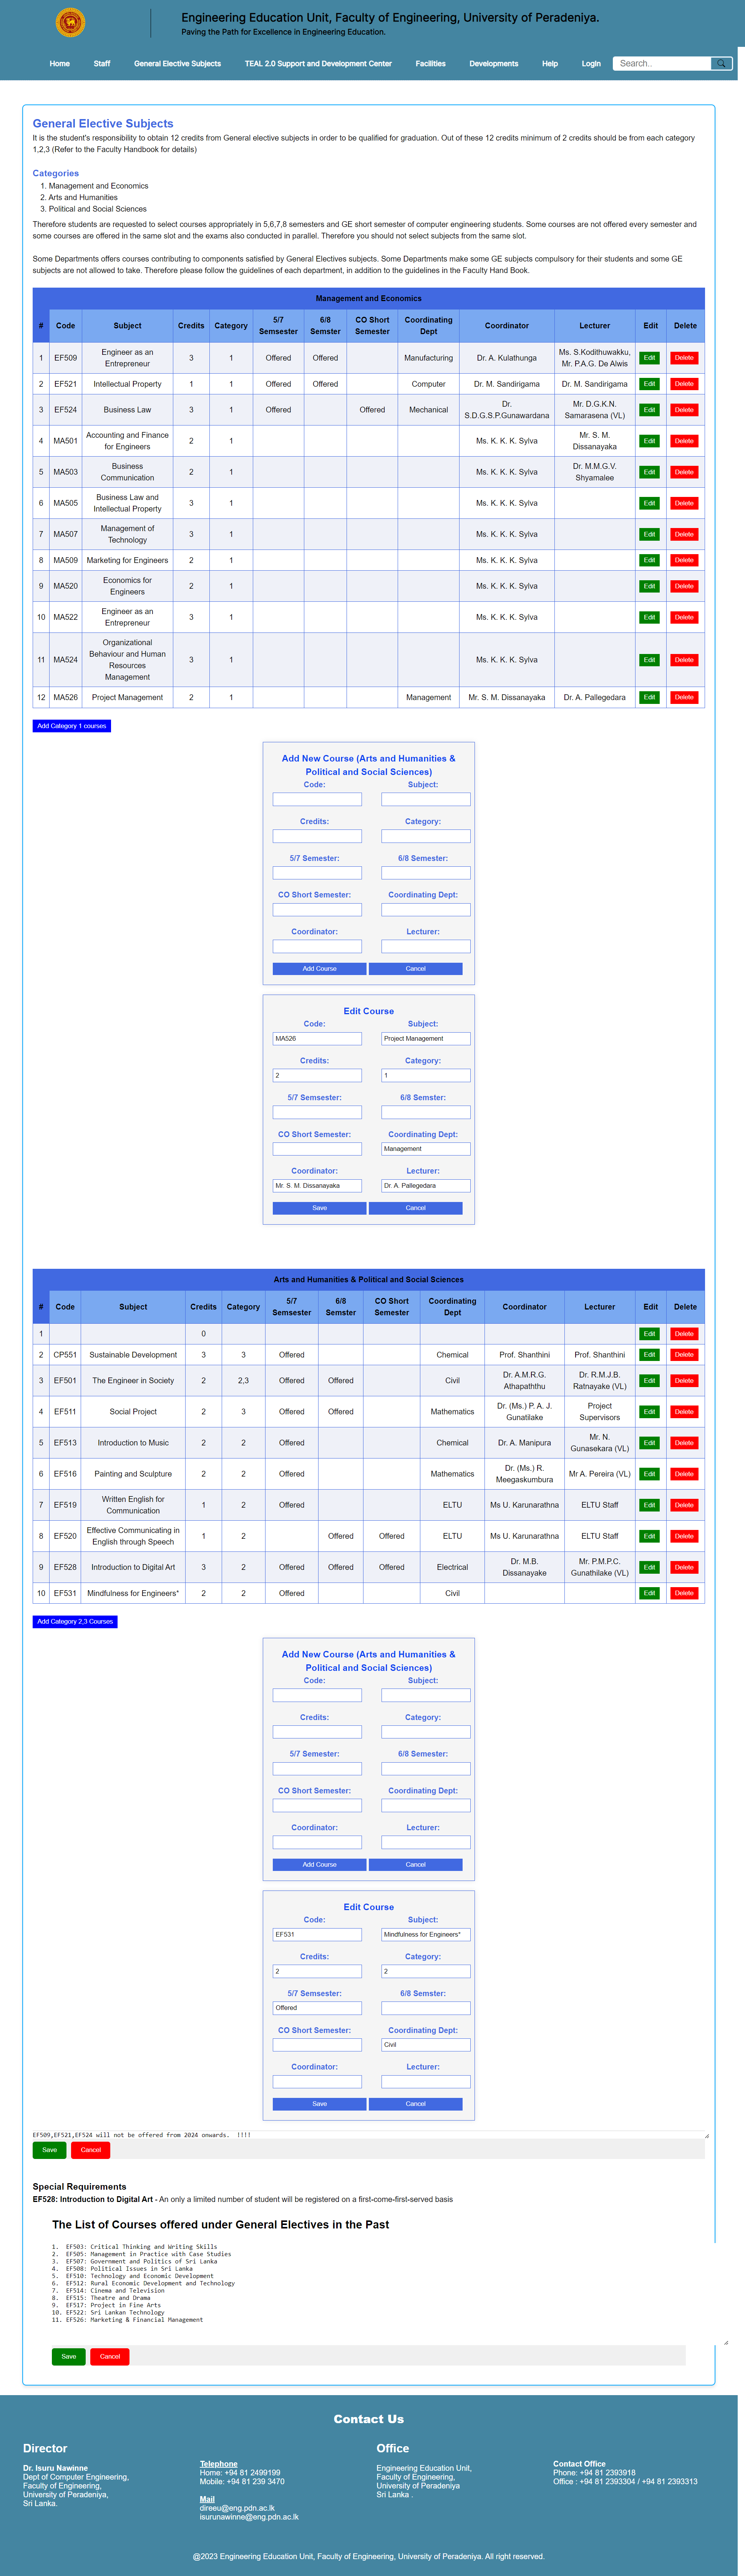 Engineering Education Unit, Faculty of Engineering, University of Peradeniya.
Paving the Path for Excellence in Engineering Education.
Home Staff General Elective Subjects TEAL 2.0 Support and Development Center Facilities Developments Help Login Search..
General Elective Subjects
It is the student's responsibility to obtain 12 credits from General elective subjects in order to be qualified for graduation. Out of these 12 credits minimum of 2 credits should be from each category
1,2,3 (Refer to the Faculty Handbook for details)
Categories
1. Management and Economics
2. Arts and Humanities
3. Political and Social Sciences
Therefore students are requested to select courses appropriately in 5,6,7,8 semesters and GE short semester of computer engineering students. Some courses are not offered every semester and
some courses are offered in the same slot and the exams also conducted in parallel. Therefore you should not select subjects from the same slot.
Some Departments offers courses contributing to components satisfied by General Electives subjects. Some Departments make some GE subjects compulsory for their students and some GE
subjects are not allowed to take. Therefore please follow the guidelines of each department, in addition to the guidelines in the Faculty Hand Book.
Management and Economics
# Code Subject Credits Category 5/7 Semsester 6/8 Semster CO Short Semester Coordinating Dept Coordinator Lecturer Edit Delete
1 EF509 Engineer as an Entrepreneur 3 1 Offered Offered Manufacturing Dr. A. Kulathunga Ms. S.Kodithuwakku, Mr. P.A.G. De Alwis Edit Delete
2 EF521 Intellectual Property 1 1 Offered Offered Computer Dr. M. Sandirigama Dr. M. Sandirigama Edit Delete
3 EF524 Business Law 3 1 Offered Offered Mechanical Dr. S.D.G.S.P.Gunawardana Mr. D.G.K.N. Samarasena (VL) Edit Delete
4 MA501 Accounting and Finance for Engineers 2 1 Ms. K. K. K. Sylva Mr. S. M. Dissanayaka Edit Delete
5 MA503 Business Communication 2 1 Ms. K. K. K. Sylva Dr. M.M.G.V. Shyamalee Edit Delete
6 MA505 Business Law and Intellectual Property 3 1 Ms. K. K. K. Sylva Edit Delete
7 MA507 Management of Technology 3 1 Ms. K. K. K. Sylva Edit Delete
8 MA509 Marketing for Engineers 2 1 Ms. K. K. K. Sylva Edit Delete
9 MA520 Economics for Engineers 2 1 Ms. K. K. K. Sylva Edit Delete
10 MA522 Engineer as an Entrepreneur 3 1 Ms. K. K. K. Sylva Edit Delete
11 MA524 Organizational Behaviour and Human Resources Management 3 1 Ms. K. K. K. Sylva Edit Delete
12 MA526 Project Management 2 1 Management Mr. S. M. Dissanayaka Dr. A. Pallegedara Edit Delete
Add Category 1 courses
Add New Course (Arts and Humanities &
Political and Social Sciences)
Code: Subject:
Credits: Category:
5/7 Semester: 6/8 Semester:
CO Short Semester: Coordinating Dept:
Coordinator: Lecturer:
Add Course Cancel
Edit Course
Code: Subject:
MA526 Project Management
Credits: Category:
2 1
5/7 Semsester: 6/8 Semster:
CO Short Semester: Coordinating Dept:
Management
Coordinator: Lecturer:
Mr. S. M. Dissanayaka Dr. A. Pallegedara
Save Cancel
Arts and Humanities & Political and Social Sciences
# Code Subject Credits Category 5/7 Semsester 6/8 Semster CO Short Semester Coordinating Dept Coordinator Lecturer Edit Delete
1 0 Edit Delete
2 CP551 Sustainable Development 3 3 Offered Chemical Prof. Shanthini Prof. Shanthini Edit Delete
3 EF501 The Engineer in Society 2 2,3 Offered Offered Civil Dr. A.M.R.G. Athapaththu Dr. R.M.J.B. Ratnayake (VL) Edit Delete
4 EF511 Social Project 2 3 Offered Offered Mathematics Dr. (Ms.) P. A. J. Gunatilake Project Supervisors Edit Delete
5 EF513 Introduction to Music 2 2 Offered Chemical Dr. A. Manipura Mr. N. Gunasekara (VL) Edit Delete
6 EF516 Painting and Sculpture 2 2 Offered Mathematics Dr. (Ms.) R. Meegaskumbura Mr A. Pereira (VL) Edit Delete
7 EF519 Written English for Communication 1 2 Offered ELTU Ms U. Karunarathna ELTU Staff Edit Delete
8 EF520 Effective Communicating in English through Speech 1 2 Offered Offered ELTU Ms U. Karunarathna ELTU Staff Edit Delete
9 EF528 Introduction to Digital Art 3 2 Offered Offered Offered Electrical Dr. M.B. Dissanayake Mr. P.M.P.C. Gunathilake (VL) Edit Delete
10 EF531 Mindfulness for Engineers* 2 2 Offered Civil Edit Delete
Add Category 2,3 Courses
Add New Course (Arts and Humanities &
Political and Social Sciences)
Code: Subject:
Credits: Category:
5/7 Semester: 6/8 Semester:
CO Short Semester: Coordinating Dept:
Coordinator: Lecturer:
Add Course Cancel
Edit Course
Code: Subject:
EF531 Mindfulness for Engineers*
Credits: Category:
2 2
5/7 Semsester: 6/8 Semster:
Offered
CO Short Semester: Coordinating Dept:
Civil
Coordinator: Lecturer:
Save Cancel
EF509,EF521,EF524 will not be offered from 2024 onwards. !!!!
Save Cancel
Special Requirements
EF528: Introduction to Digital Art - An only a limited number of student will be registered on a first-come-first-served basis
The List of Courses offered under General Electives in the Past
1. EF503: Critical Thinking and Writing Skills
2. EF505: Management in Practice with Case Studies
3. EF507: Government and Politics of Sri Lanka
4. EF508: Political Issues in Sri Lanka
5. EF510: Technology and Economic Development
6. EF512: Rural Economic Development and Technology
7. EF514: Cinema and Television
8. EF515: Theatre and Drama
9. EF517: Project in Fine Arts
10. EF522: Sri Lankan Technology
11. EF526: Marketing & Financial Management
Save Cancel
Contact Us
Director
Dr. Isuru Nawinne
Dept of Computer Engineering,
Faculty of Engineering,
University of Peradeniya,
Sri Lanka.
Telephone
Home: +94 81 2499199
Mobile: +94 81 239 3470
Mail
direeu@eng.pdn.ac.lk
isurunawinne@eng.pdn.ac.lk
Office
Engineering Education Unit,
Faculty of Engineering,
University of Peradeniya
Sri Lanka .
Contact Office
Phone: +94 81 2393918
Office : +94 81 2393304 / +94 81 2393313
@2023 Engineering Education Unit, Faculty of Engineering, University of Peradeniya. All right reserved.